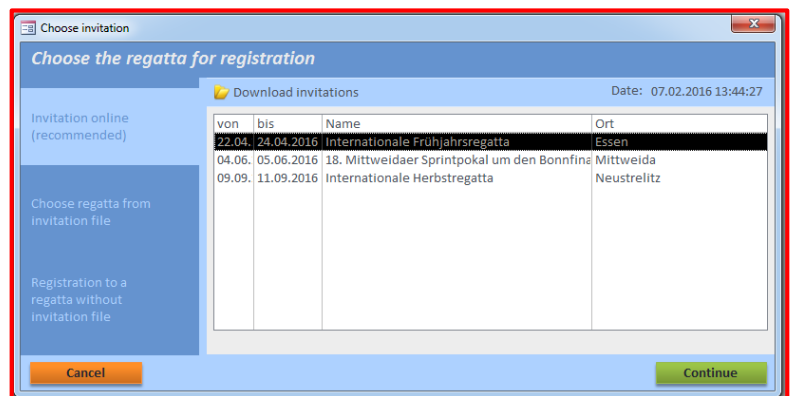 Choose invitation
Choose the regatta for registration
Download invitations Date: 07.02.2016 13:44:27
Invitation online
(recommended)
Choose regatta from
invitation file
Registration to a
regatta without
invitation file
von bis Name Ort
22.04. 24.04.2016 Internationale Frühjahrsregatta Essen
04.06. 05.06.2016 18. Mittweidaer Sprintpokal um den Bonnfina Mittweida
09.09. 11.09.2016 Internationale Herbstregatta Neustrelitz
Cancel Continue